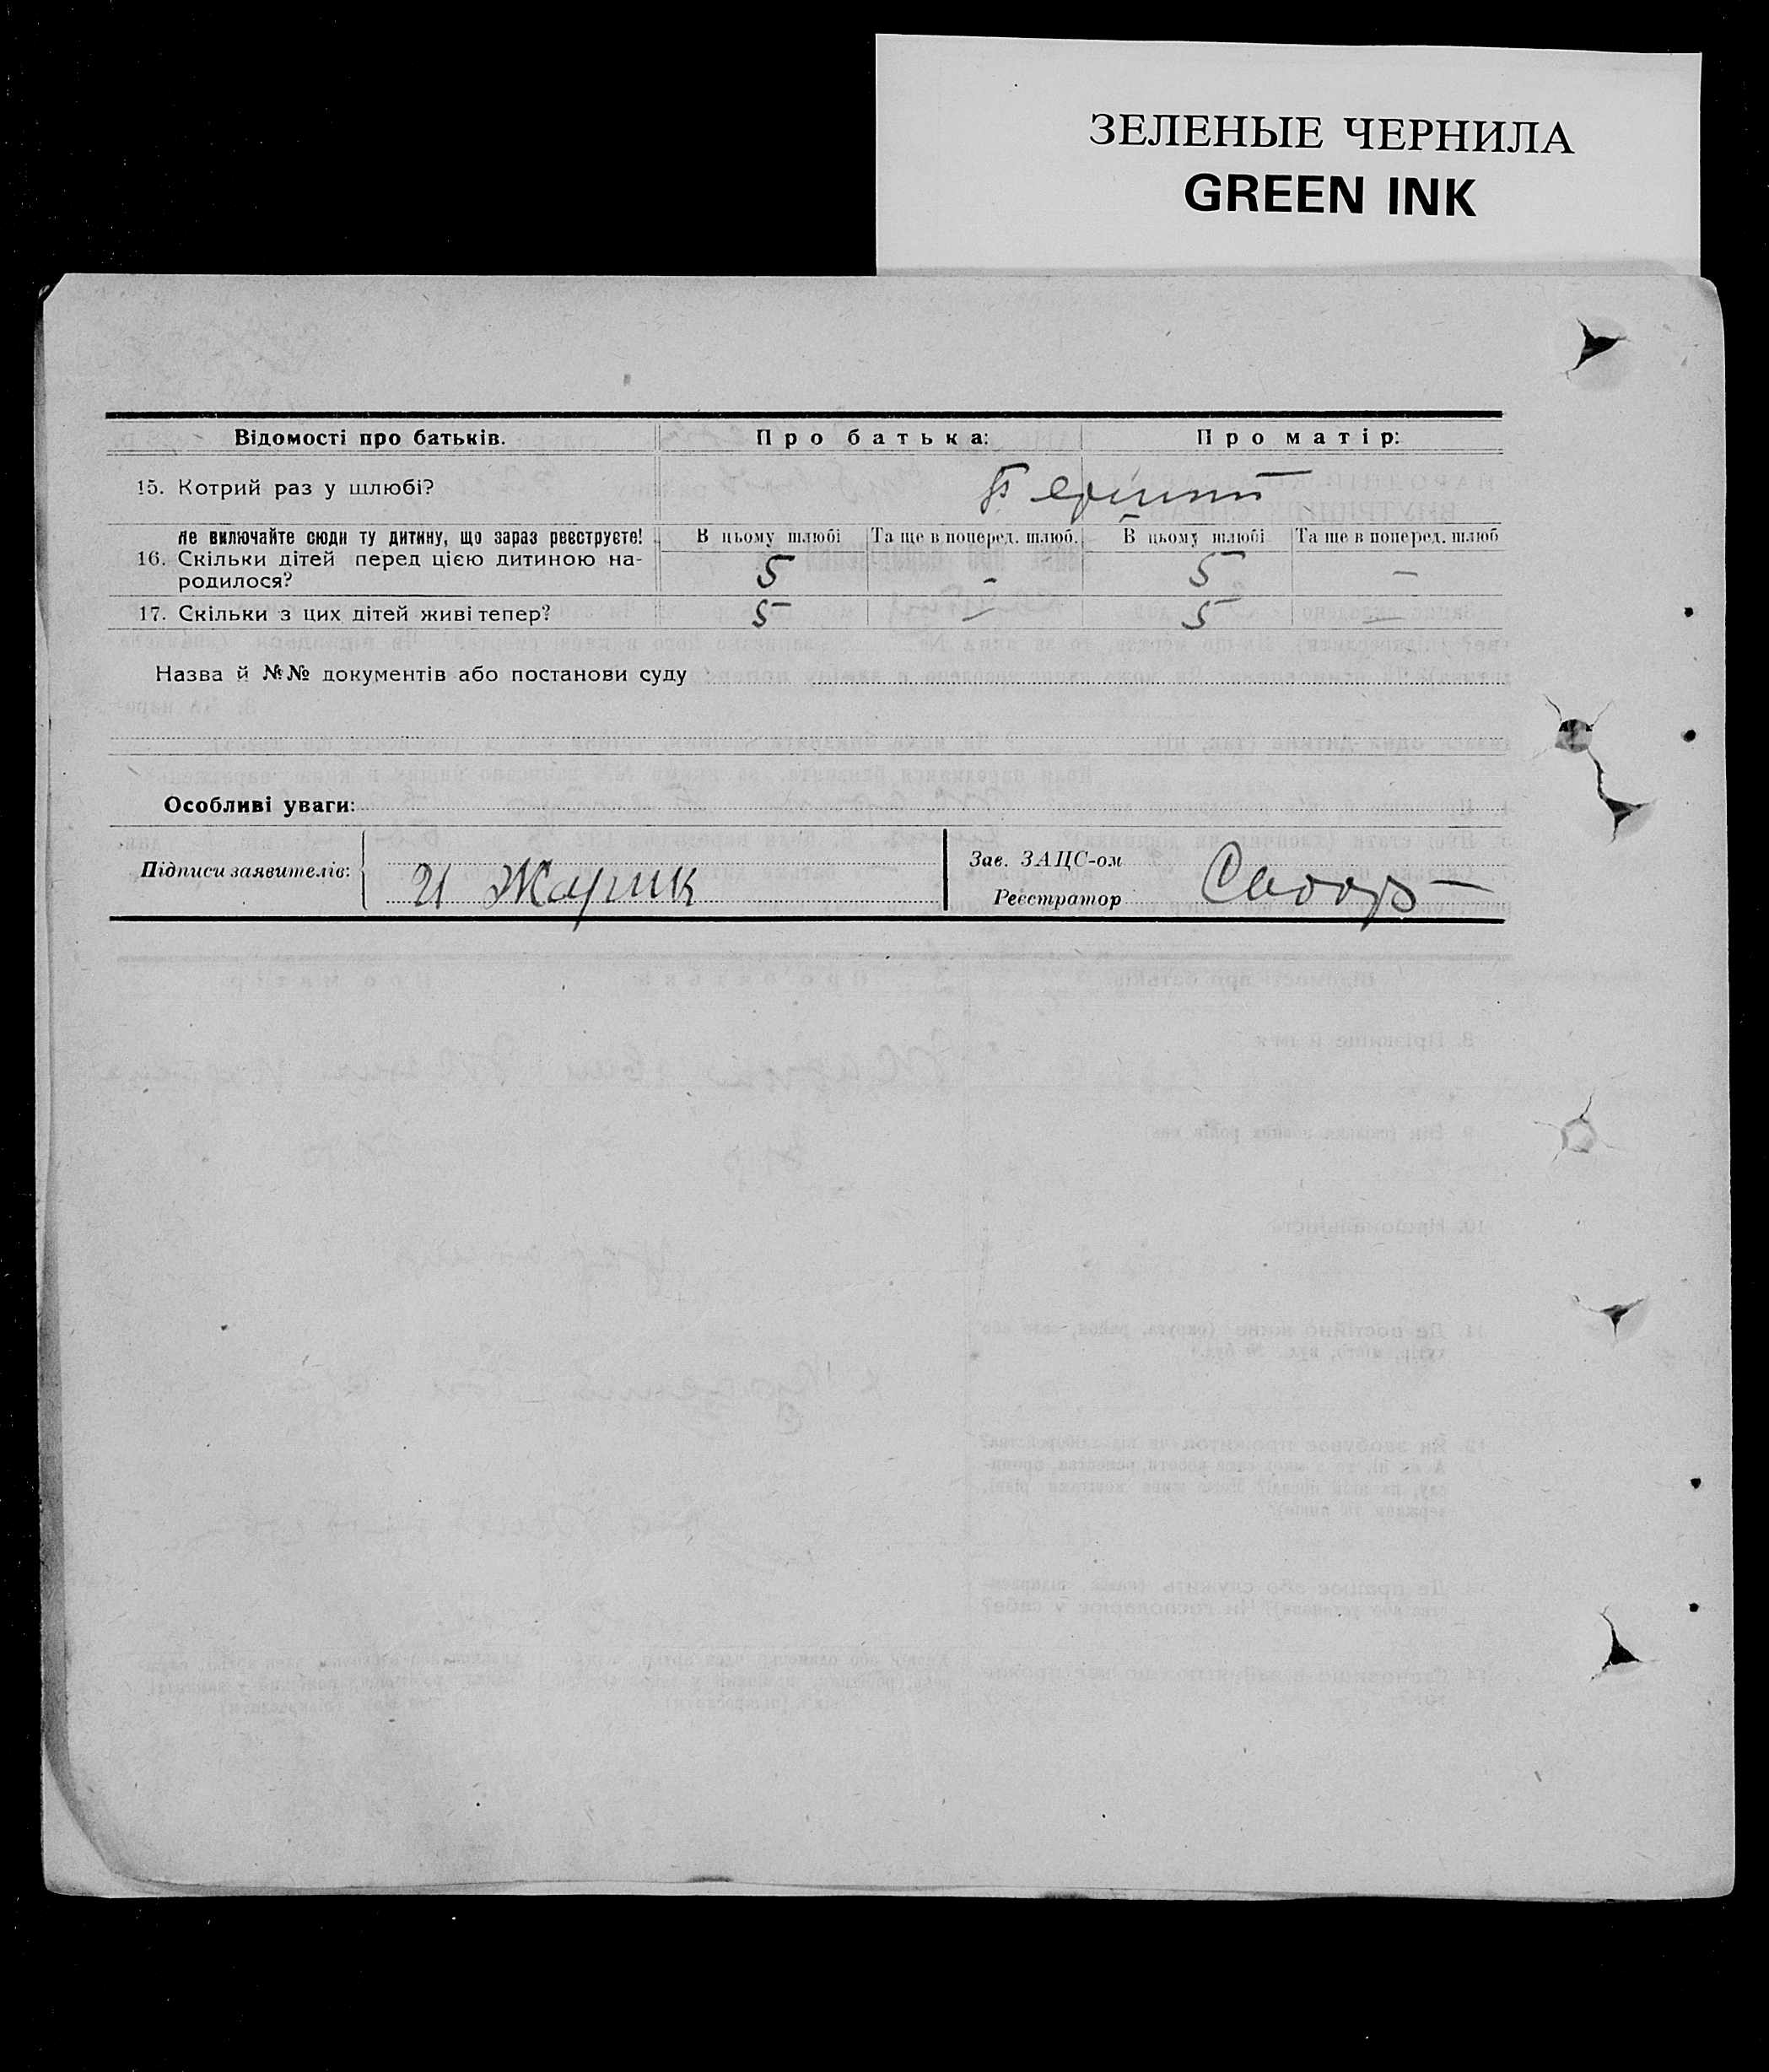 ЗЕЛЕНЫЕ ЧЕРНИЛА
GREEN INK
Відомості про батьків. Про батька: Про матір:
15. Котрий раз у шлюбі? Перший
Не включайте сюди ту дитину, що зараз реєструєте! В цьому шлюбі Та ще в поперед. шлюб. В цьому шлюбі Та ще в поперед. шлюб
16. Скільки дітей перед цією дитиною на- 5 – 5 –
родилося?
17. Скільки з цих дітей живі тепер? 5 – 5 –
Назва й №№ документів або постанови суду
Особливі уваги:
Підписи заявителів: И Жарик
Зав. ЗАЦС-ом
Реєстратор